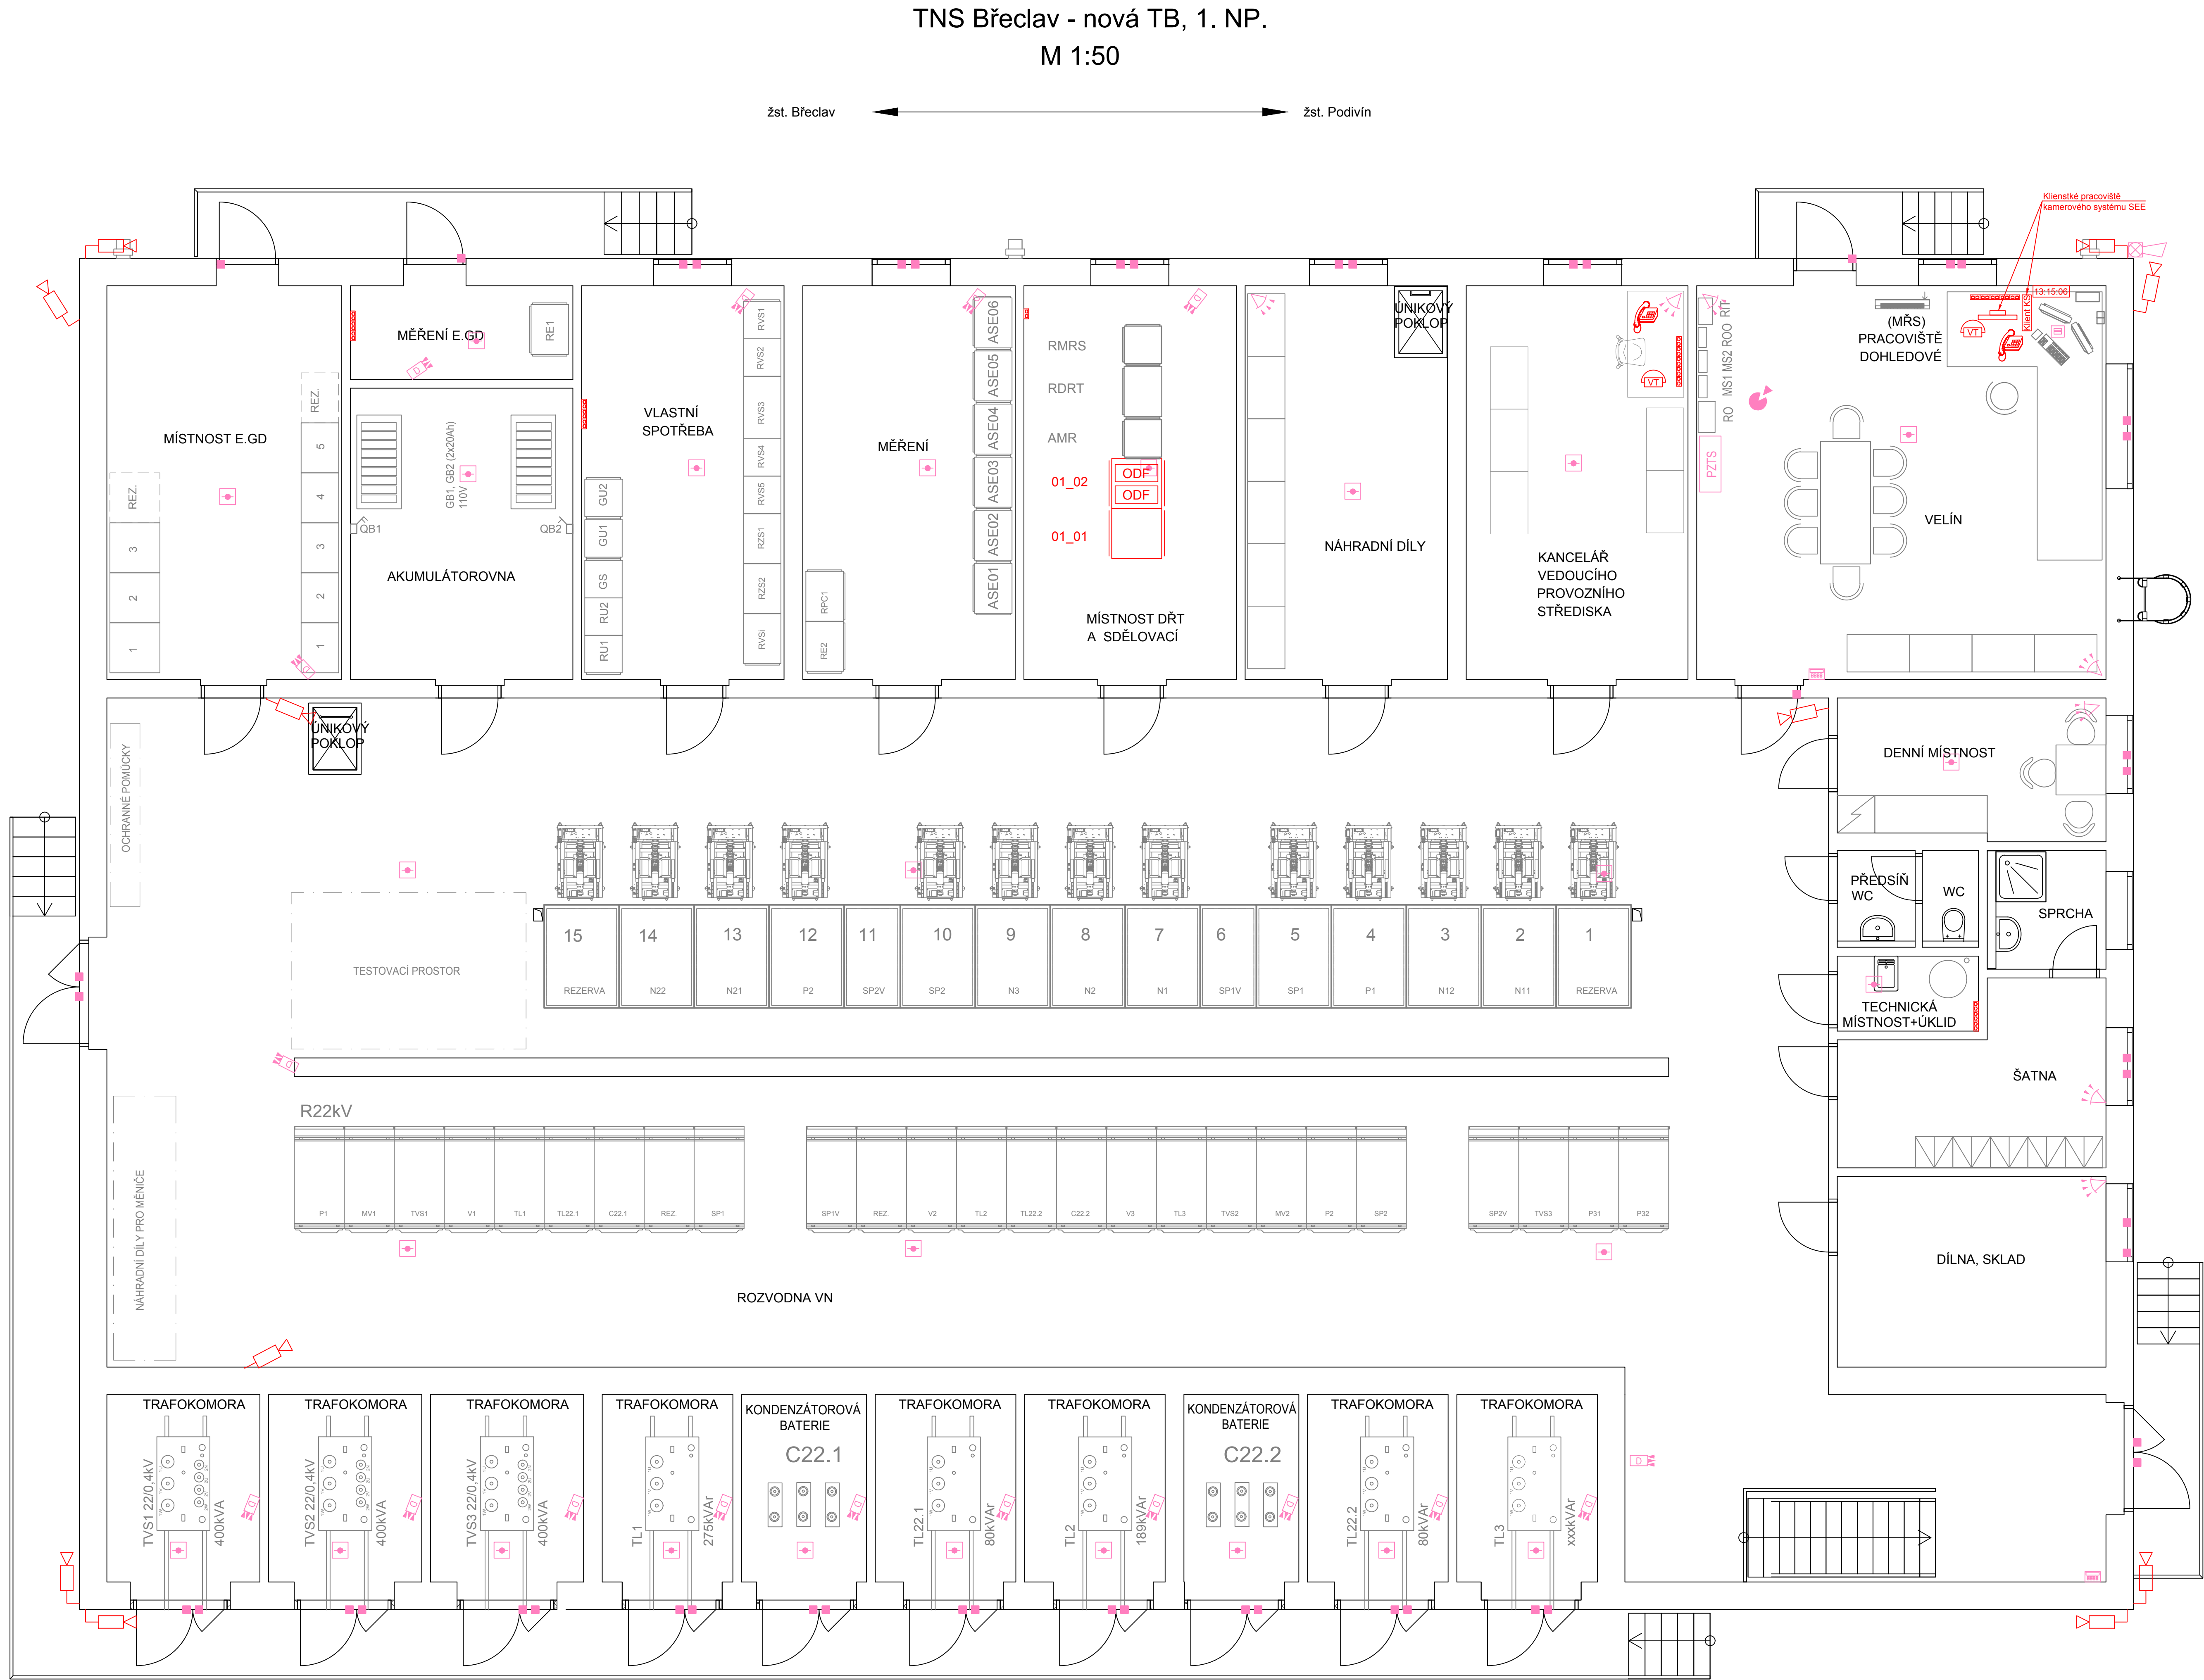 TNS Břeclav - nová TB, 1. NP.
M 1:50
žst. Břeclav
žst. Podivín
Klienstké pracoviště
kamerového systému SEE
MÍSTNOST E.GD
REZ.
3
2
1
REZ.
5
4
3
2
1
MĚŘENÍ E.GD
RE1
GB1, GB2 (2x20Ah)
110V
QB1
QB2
AKUMULÁTOROVNA
VLASTNÍ
SPOTŘEBA
GU2
GU1
GS
RU2
RU1
RVS1
RVS2
RVS3
RVS4
RVS5
RZS1
RZS2
RVSi
MĚŘENÍ
RPC1
RE2
ASE06
ASE05
ASE04
ASE03
ASE02
ASE01
RMRS
RDRT
AMR
01_02
ODF
ODF
01_01
MÍSTNOST DŘT
A SDĚLOVACÍ
ÚNIKOVÝ
POKLOP
NÁHRADNÍ DÍLY
VT
KANCELÁŘ
VEDOUCÍHO
PROVOZNÍHO
STŘEDISKA
RO MS1 MS2 ROO RIT
PZTS
(MŘS)
PRACOVIŠTĚ
DOHLEDOVÉ
VT
Klient KS
13:15:06
VELÍN
ÚNIKOVÝ
POKLOP
OCHRANNÉ POMŮCKY
DENNÍ MÍSTNOST
PŘEDSÍŇ
WC
WC
SPRCHA
TECHNICKÁ
MÍSTNOST+ÚKLID
ŠATNA
DÍLNA, SKLAD
TESTOVACÍ PROSTOR
15 14 13 12 11 10 9 8 7 6 5 4 3 2 1
REZERVA N22 N21 P2 SP2V SP2 N3 N2 N1 SP1V SP1 P1 N12 N11 REZERVA
R22kV
NÁHRADNÍ DÍLY PRO MĚNIČE
P1 MV1 TVS1 V1 TL1 TL22.1 C22.1 REZ. SP1
SP1V REZ. V2 TL2 TL22.2 C22.2 V3 TL3 TVS2 MV2 P2 SP2
SP2V TVS3 P31 P32
ROZVODNA VN
TRAFOKOMORA
TVS1 22/0,4kV
400kVA
D
TRAFOKOMORA
TVS2 22/0,4kV
400kVA
D
TRAFOKOMORA
TVS3 22/0,4kV
400kVA
D
TRAFOKOMORA
TL1
275kVAr
D
KONDENZÁTOROVÁ
BATERIE
C22.1
D
TRAFOKOMORA
TL22.1
80kVAr
TRAFOKOMORA
TL2
189kVAr
D
KONDENZÁTOROVÁ
BATERIE
C22.2
D
TRAFOKOMORA
TL22.2
80kVAr
D
TRAFOKOMORA
TL3
xxxkVAr
D
D